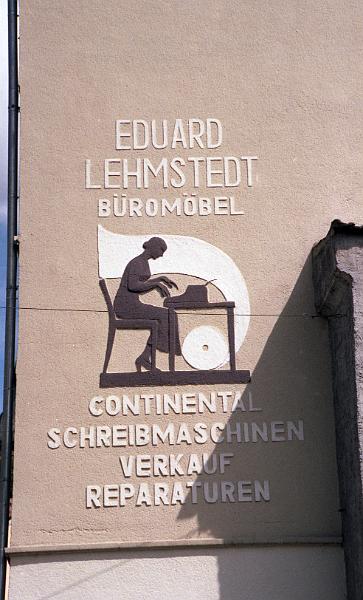 EDUARD
LEHMSTEDT
BÜROMÖBEL
CONTINENTAL
SCHREIBMASCHINEN
VERKAUF
REPARATUREN